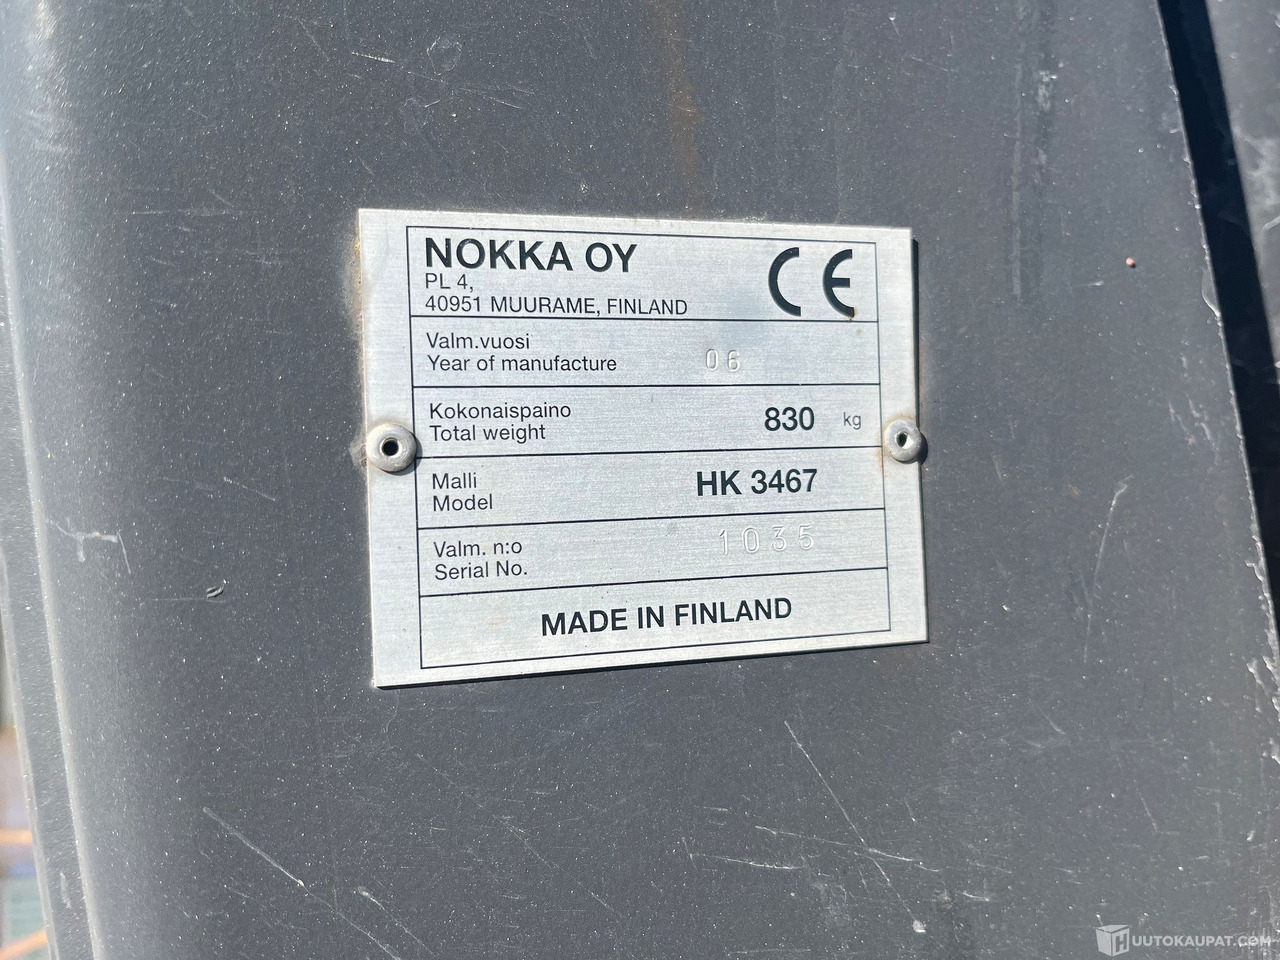 NOKKA OY
PL 4,
40951 MUURAME, FINLAND
CE
Valm.vuosi
Year of manufacture 06
Kokonaispaino
Total weight 830 kg
Malli
Model HK 3467
Valm. n:o
Serial No. 1035
MADE IN FINLAND
HUUTOKAUPAT.COM